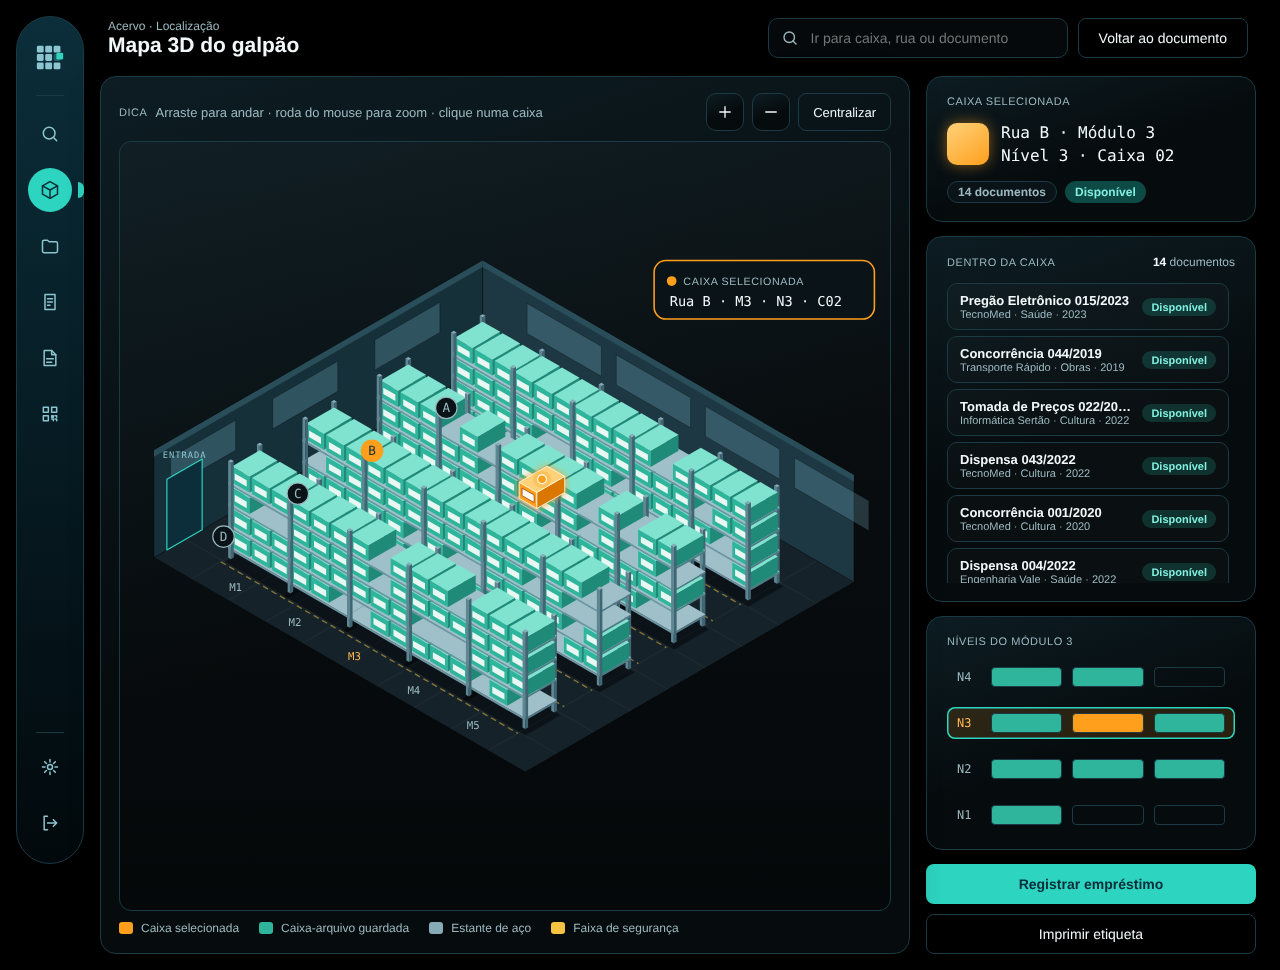 Acervo · Localização
Mapa 3D do galpão
Ir para caixa, rua ou documento
Voltar ao documento
DICA Arraste para andar · roda do mouse para zoom · clique numa caixa
+
−
Centralizar
CAIXA SELECIONADA
Rua B · M3 · N3 · C02
ENTRADA
A
B
C
D
M1
M2
M3
M4
M5
Caixa selecionada
Caixa-arquivo guardada
Estante de aço
Faixa de segurança
CAIXA SELECIONADA
Rua B · Módulo 3
Nível 3 · Caixa 02
14 documentos
Disponível
DENTRO DA CAIXA
14 documentos
Pregão Eletrônico 015/2023
TecnoMed · Saúde · 2023
Disponível
Concorrência 044/2019
Transporte Rápido · Obras · 2019
Disponível
Tomada de Preços 022/20…
Informática Sertão · Cultura · 2022
Disponível
Dispensa 043/2022
TecnoMed · Cultura · 2022
Disponível
Concorrência 001/2020
TecnoMed · Cultura · 2020
Disponível
Dispensa 004/2022
Engenharia Vale · Saúde · 2022
Disponível
NÍVEIS DO MÓDULO 3
N4
N3
N2
N1
Registrar empréstimo
Imprimir etiqueta